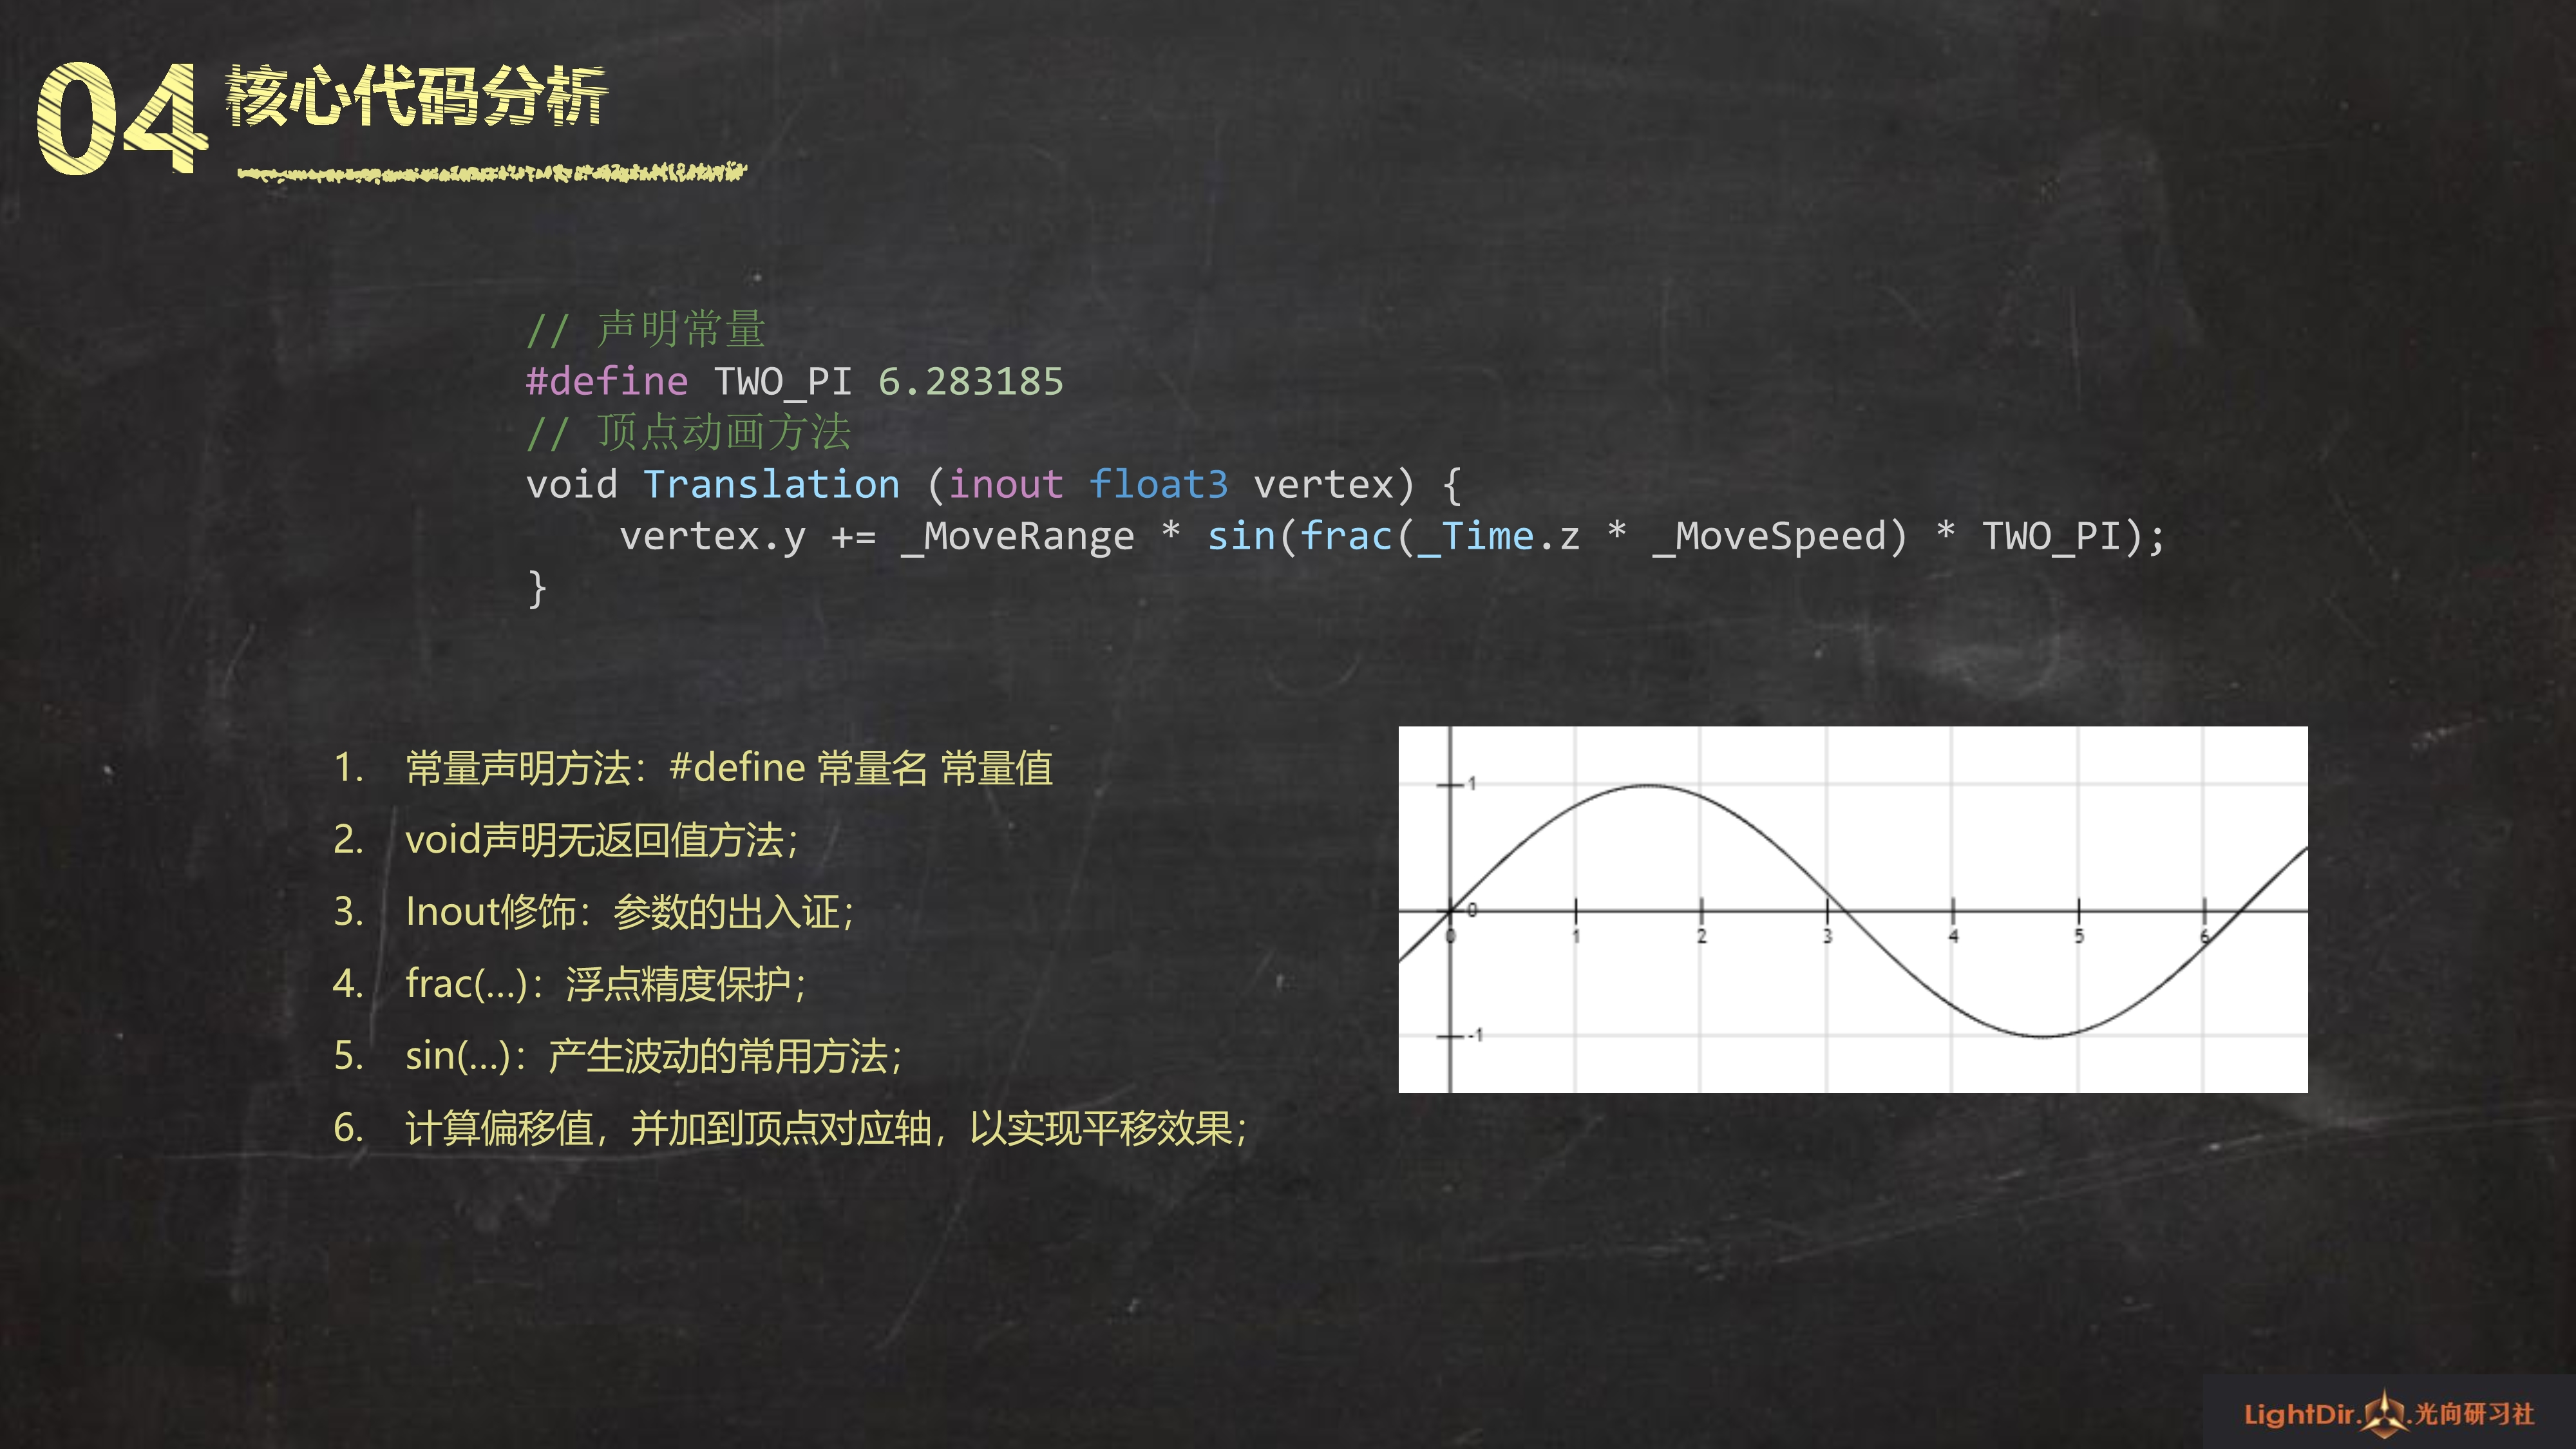 04 核心代码分析
// 声明常量
#define TWO_PI 6.283185
// 顶点动画方法
void Translation (inout float3 vertex) {
    vertex.y += _MoveRange * sin(frac(_Time.z * _MoveSpeed) * TWO_PI);
}
1. 常量声明方法：#define 常量名 常量值
2. void声明无返回值方法；
3. Inout修饰：参数的出入证；
4. frac(…)：浮点精度保护；
5. sin(…)：产生波动的常用方法；
6. 计算偏移值，并加到顶点对应轴，以实现平移效果；
1
0
0 1 2 3 4 5 6
-1
LightDir. .光向研习社